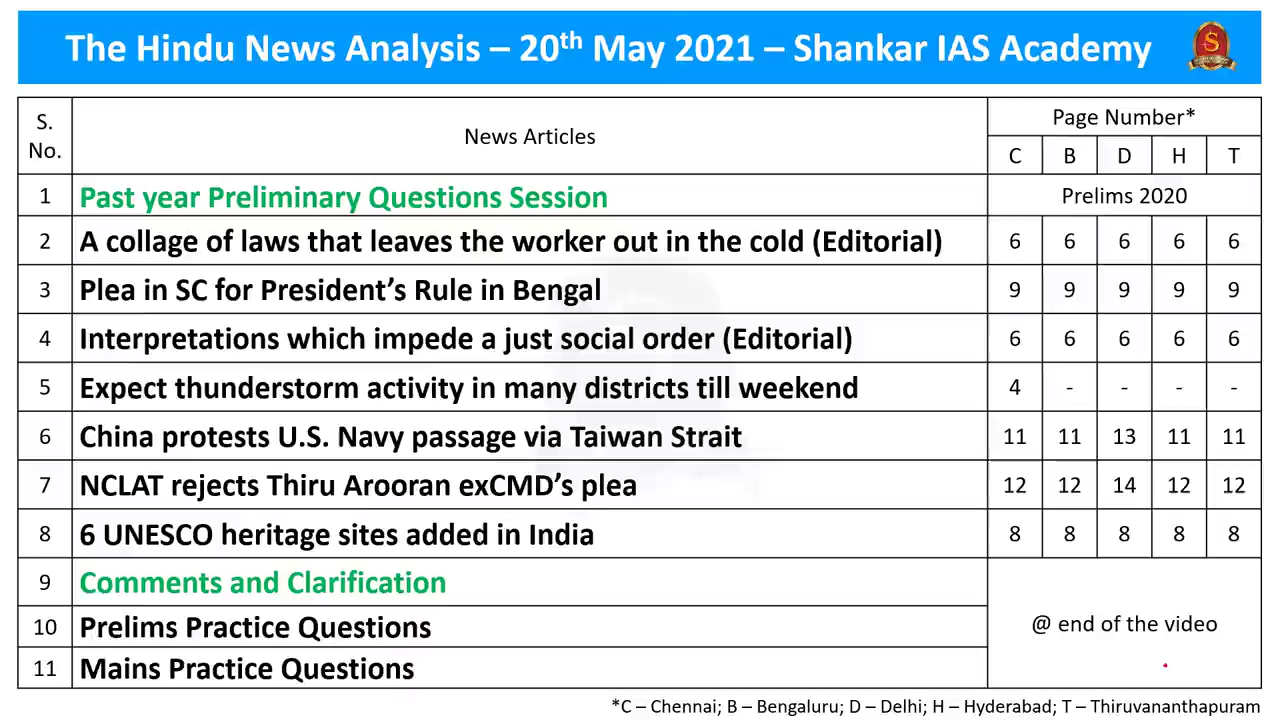 The Hindu News Analysis – 20th May 2021 – Shankar IAS Academy
S. No. News Articles Page Number*
C B D H T
1 Past year Preliminary Questions Session Prelims 2020
2 A collage of laws that leaves the worker out in the cold (Editorial) 6 6 6 6 6
3 Plea in SC for President's Rule in Bengal 9 9 9 9 9
4 Interpretations which impede a just social order (Editorial) 6 6 6 6 6
5 Expect thunderstorm activity in many districts till weekend 4 - - - -
6 China protests U.S. Navy passage via Taiwan Strait 11 11 13 11 11
7 NCLAT rejects Thiru Arooran exCMD's plea 12 12 14 12 12
8 6 UNESCO heritage sites added in India 8 8 8 8 8
9 Comments and Clarification
10 Prelims Practice Questions @ end of the video
11 Mains Practice Questions
*C – Chennai; B – Bengaluru; D – Delhi; H – Hyderabad; T – Thiruvananthapuram